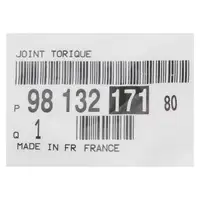 JOINT TORIQUE
P 98 132 171 80
Q 1
MADE IN FR FRANCE